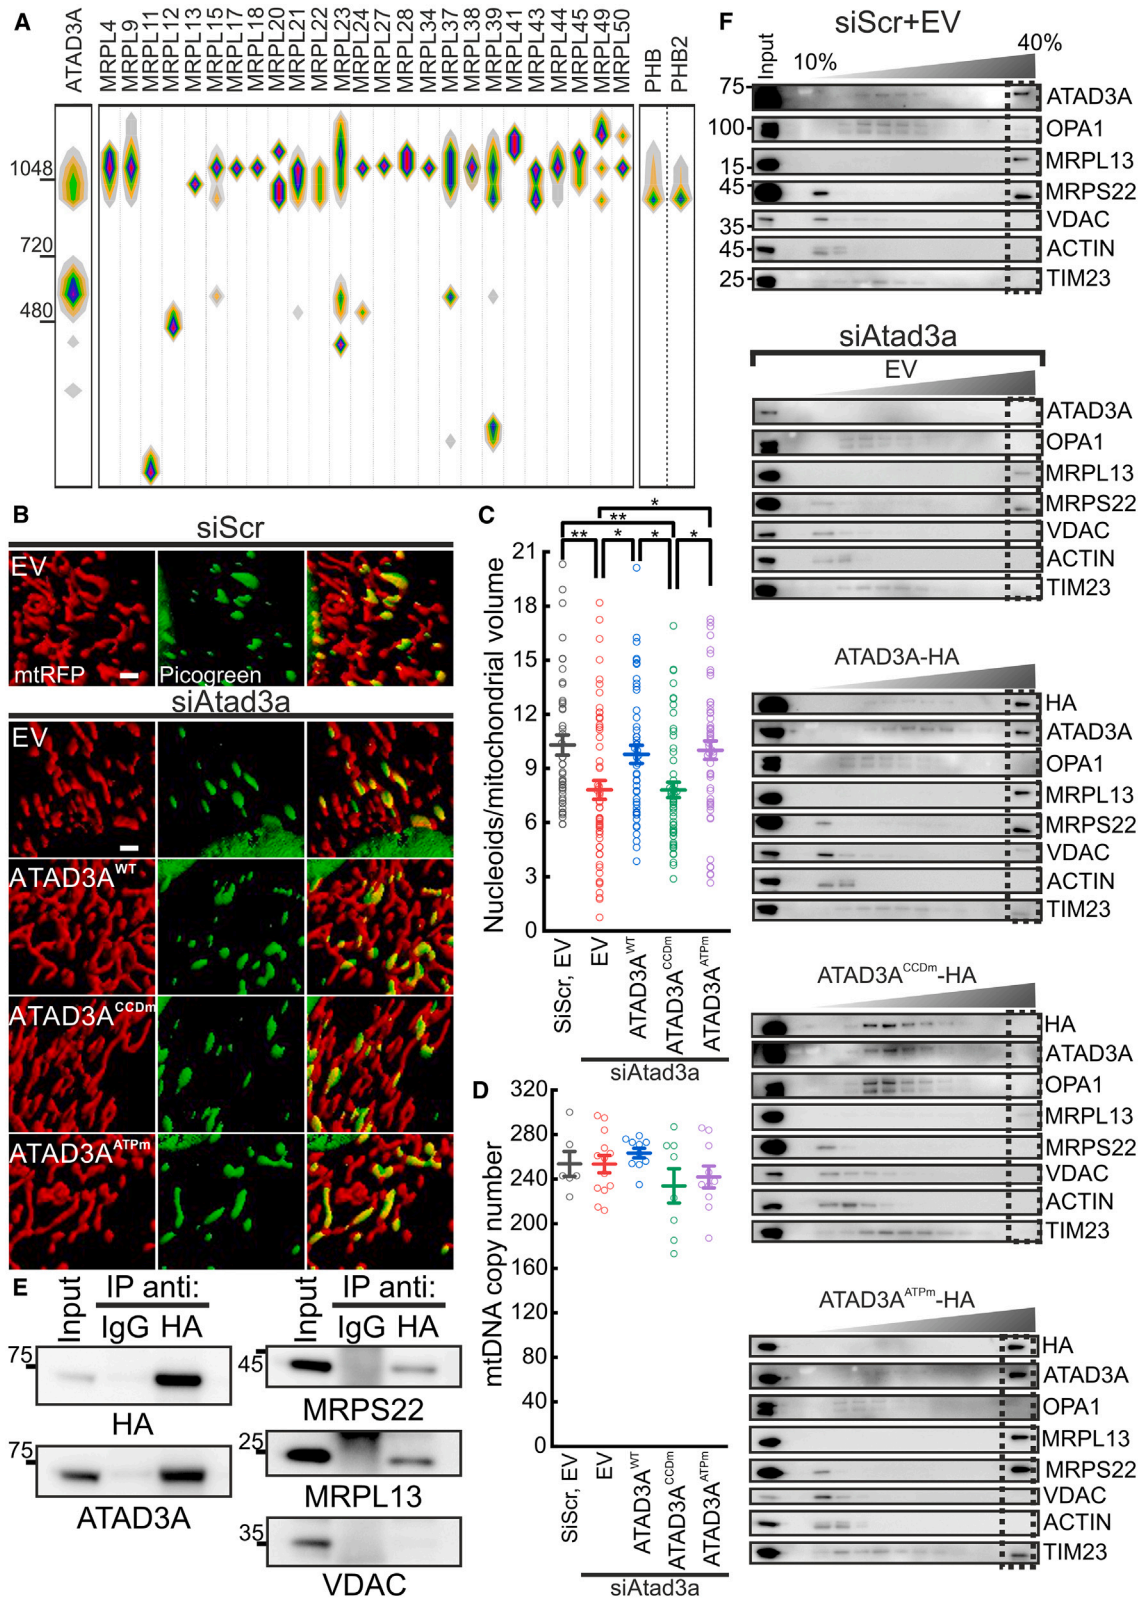 A
ATAD3A
MRPL4
MRPL9
MRPL11
MRPL12
MRPL13
MRPL15
MRPL17
MRPL18
MRPL20
MRPL21
MRPL22
MRPL23
MRPL24
MRPL27
MRPL28
MRPL34
MRPL37
MRPL38
MRPL39
MRPL41
MRPL43
MRPL45
MRPL49
MRPL50
PHB
PHB2
1048
720
480
B
siScr
EV
mtRFP
Picogreen
siAtad3a
EV
ATAD3A^WT
ATAD3A^CCDm
ATAD3A^ATPm
C
* ** ** * * *
Nucleoids/mitochondrial volume
21
18
15
12
9
6
3
0
SiScr, EV
EV
ATAD3A^WT
ATAD3A^CCDm
ATAD3A^ATPm
siAtad3a
D
mtDNA copy number
320
280
240
200
160
120
80
40
0
SiScr, EV
EV
ATAD3A^WT
ATAD3A^CCDm
ATAD3A^ATPm
siAtad3a
E
Input
IP anti:
IgG HA
75
HA
75
ATAD3A
Input
IP anti:
IgG HA
45
MRPS22
25
MRPL13
35
VDAC
F
siScr+EV
Input
10%
40%
75
ATAD3A
100
OPA1
15
MRPL13
45
MRPS22
35
VDAC
45
ACTIN
25
TIM23
siAtad3a
EV
ATAD3A
OPA1
MRPL13
MRPS22
VDAC
ACTIN
TIM23
ATAD3A-HA
HA
ATAD3A
OPA1
MRPL13
MRPS22
VDAC
ACTIN
TIM23
ATAD3A^CCDm-HA
HA
ATAD3A
OPA1
MRPL13
MRPS22
VDAC
ACTIN
TIM23
ATAD3A^ATPm-HA
HA
ATAD3A
OPA1
MRPL13
MRPS22
VDAC
ACTIN
TIM23